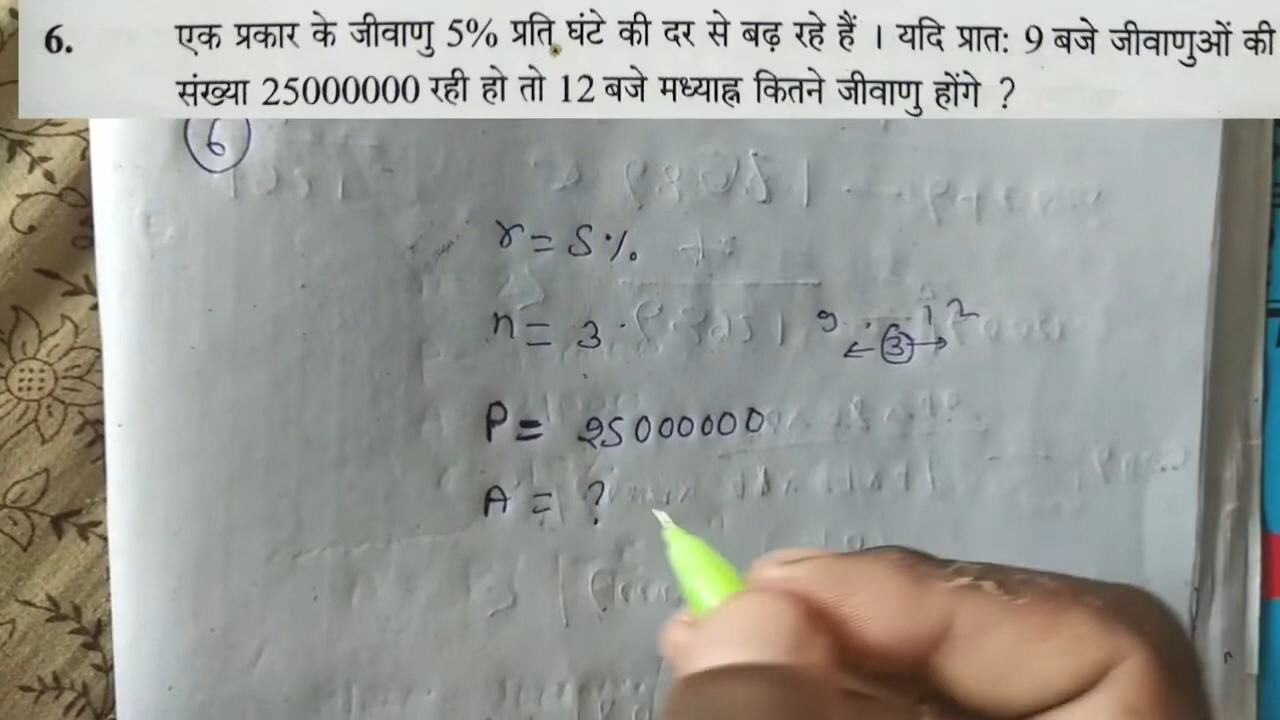 6. एक प्रकार के जीवाणु 5% प्रति घंटे की दर से बढ़ रहे हैं । यदि प्रात: 9 बजे जीवाणुओं की
संख्या 25000000 रही हो तो 12 बजे मध्याह्न कितने जीवाणु होंगे ?
6
r = 5%
n = 3 9 12
3
P = 25000000
A = ?